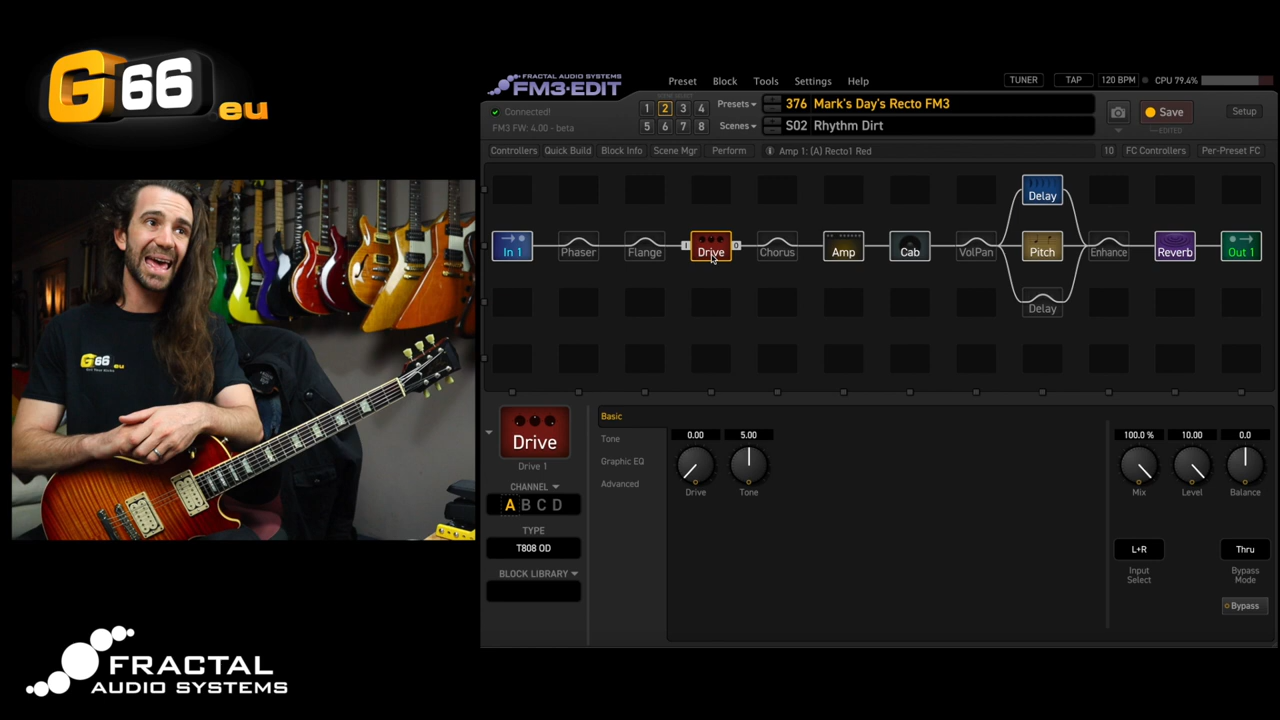 G66
.eu
G66.eu
FRACTAL
AUDIO SYSTEMS
FRACTAL AUDIO SYSTEMS
FM3-EDIT
Preset Block Tools Settings Help
TUNER TAP 120 BPM CPU 79.4%
Connected!
FM3 FW: 4.00 - beta
1 2 3 4
5 6 7 8
Presets 376 Mark's Day's Recto FM3
Scenes S02 Rhythm Dirt
Save
EDITED
Setup
Controllers Quick Build Block Info Scene Mgr Perform Amp 1: (A) Recto1 Red 10 FC Controllers Per-Preset FC
Delay
In 1 Phaser Flange I Drive O Chorus Amp Cab VolPan Pitch Enhance Reverb Out 1
Delay
Drive
Drive 1
CHANNEL
A B C D
TYPE
T808 OD
BLOCK LIBRARY
Basic
Tone
Graphic EQ
Advanced
0.00 5.00
Drive Tone
100.0 % 10.00 0.0
Mix Level Balance
L+R Thru
Input Select
Bypass Mode
Bypass